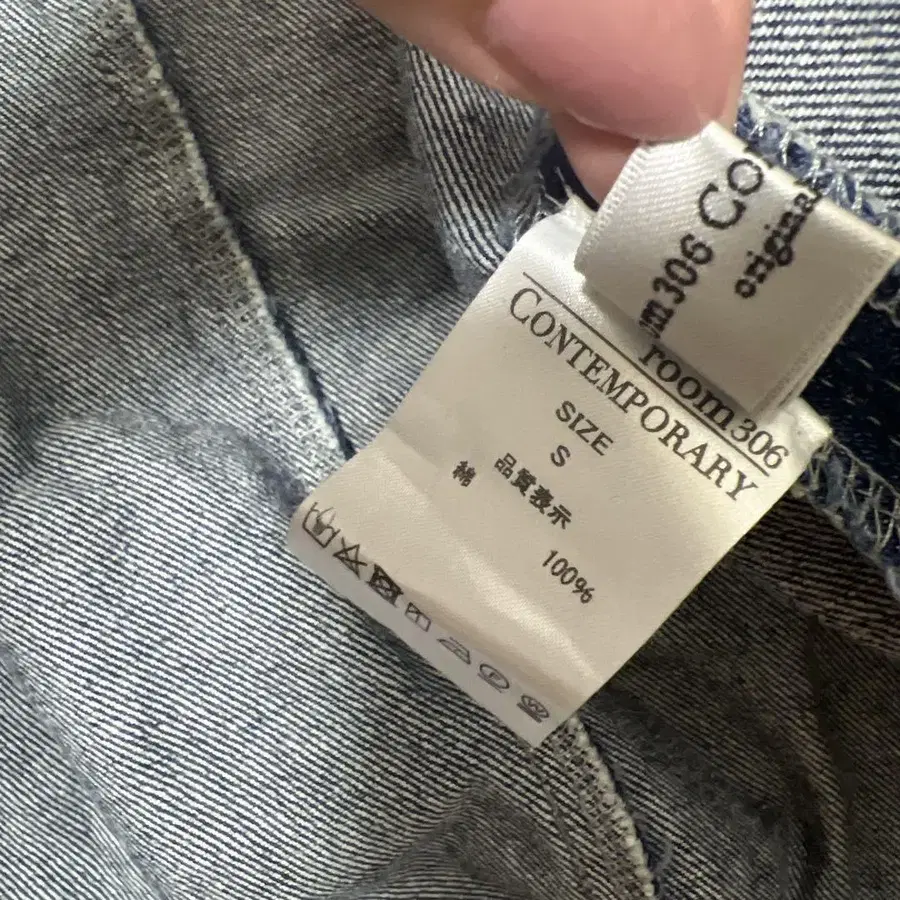 m306 Co
origina
room306
CONTEMPORARY
SIZE
S
品質表示
綿 100%